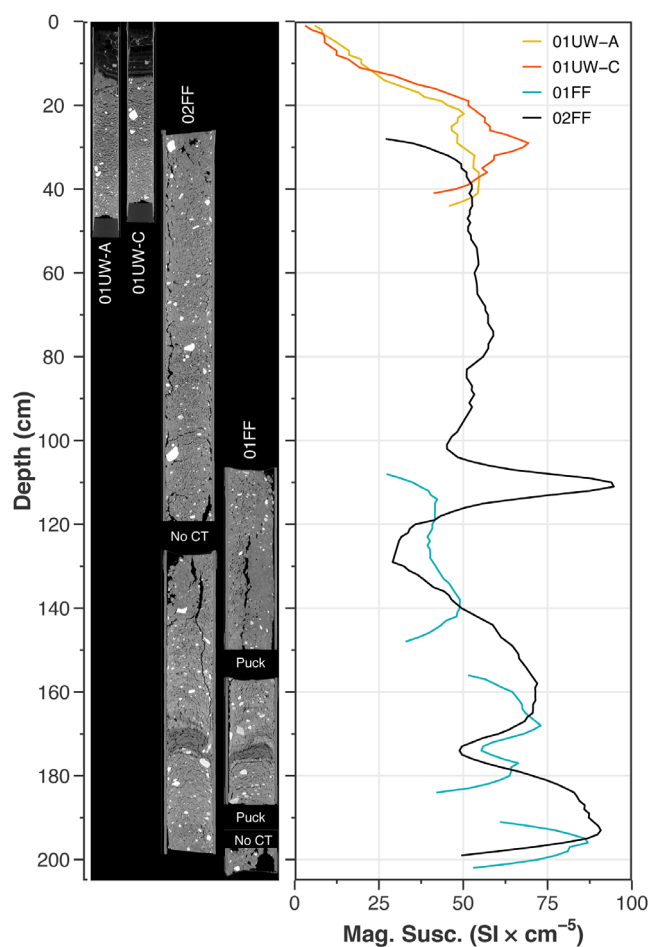 0
20
40
60
80
100
120
140
160
180
200
Depth (cm)
01UW-A
01UW-C
02FF
01FF
No CT
Puck
Puck
No CT
01UW−A
01UW−C
01FF
02FF
0
25
50
75
100
Mag. Susc. (SI × cm⁻⁵)